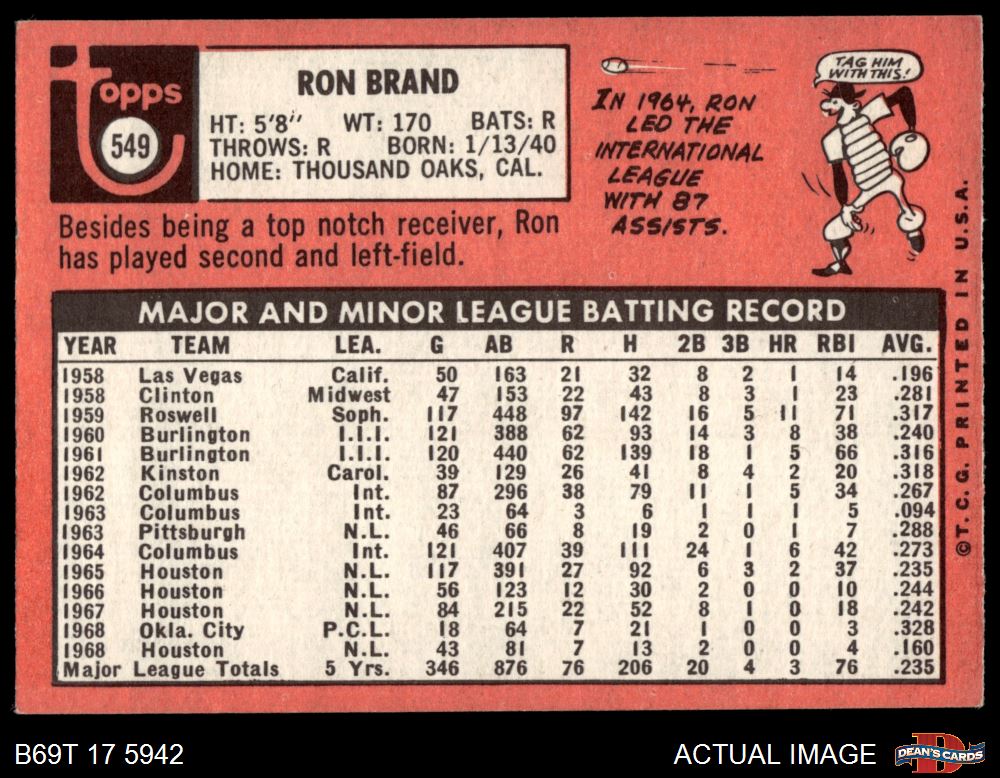 Topps
549
RON BRAND
HT: 5'8" WT: 170 BATS: R
THROWS: R BORN: 1/13/40
HOME: THOUSAND OAKS, CAL.
Besides being a top notch receiver, Ron
has played second and left-field.
IN 1964, RON
LED THE
INTERNATIONAL
LEAGUE
WITH 87
ASSISTS.
TAG HIM
WITH THIS!
MAJOR AND MINOR LEAGUE BATTING RECORD
YEAR TEAM LEA. G AB R H 2B 3B HR RBI AVG.
1958 Las Vegas Calif. 50 163 21 32 8 2 1 14 .196
1958 Clinton Midwest 47 153 22 43 8 3 1 23 .281
1959 Roswell Soph. 117 448 97 142 16 5 11 71 .317
1960 Burlington I.I.I. 121 388 62 93 14 3 8 38 .240
1961 Burlington I.I.I. 120 440 62 139 18 1 5 66 .316
1962 Kinston Carol. 39 129 26 41 8 4 2 20 .318
1962 Columbus Int. 87 296 38 79 11 1 5 34 .267
1963 Columbus Int. 23 64 3 6 1 1 1 5 .094
1963 Pittsburgh N.L. 46 66 8 19 2 0 1 7 .288
1964 Columbus Int. 121 407 39 111 24 1 6 42 .273
1965 Houston N.L. 117 391 27 92 6 3 2 37 .235
1966 Houston N.L. 56 123 12 30 2 0 0 10 .244
1967 Houston N.L. 84 215 22 52 8 1 0 18 .242
1968 Okla. City P.C.L. 18 64 7 21 1 0 0 3 .328
1968 Houston N.L. 43 81 7 13 2 0 0 4 .160
Major League Totals 5 Yrs. 346 876 76 206 20 4 3 76 .235
©T.C.G. PRINTED IN U.S.A.
B69T 17 5942
ACTUAL IMAGE
DEAN'S CARDS